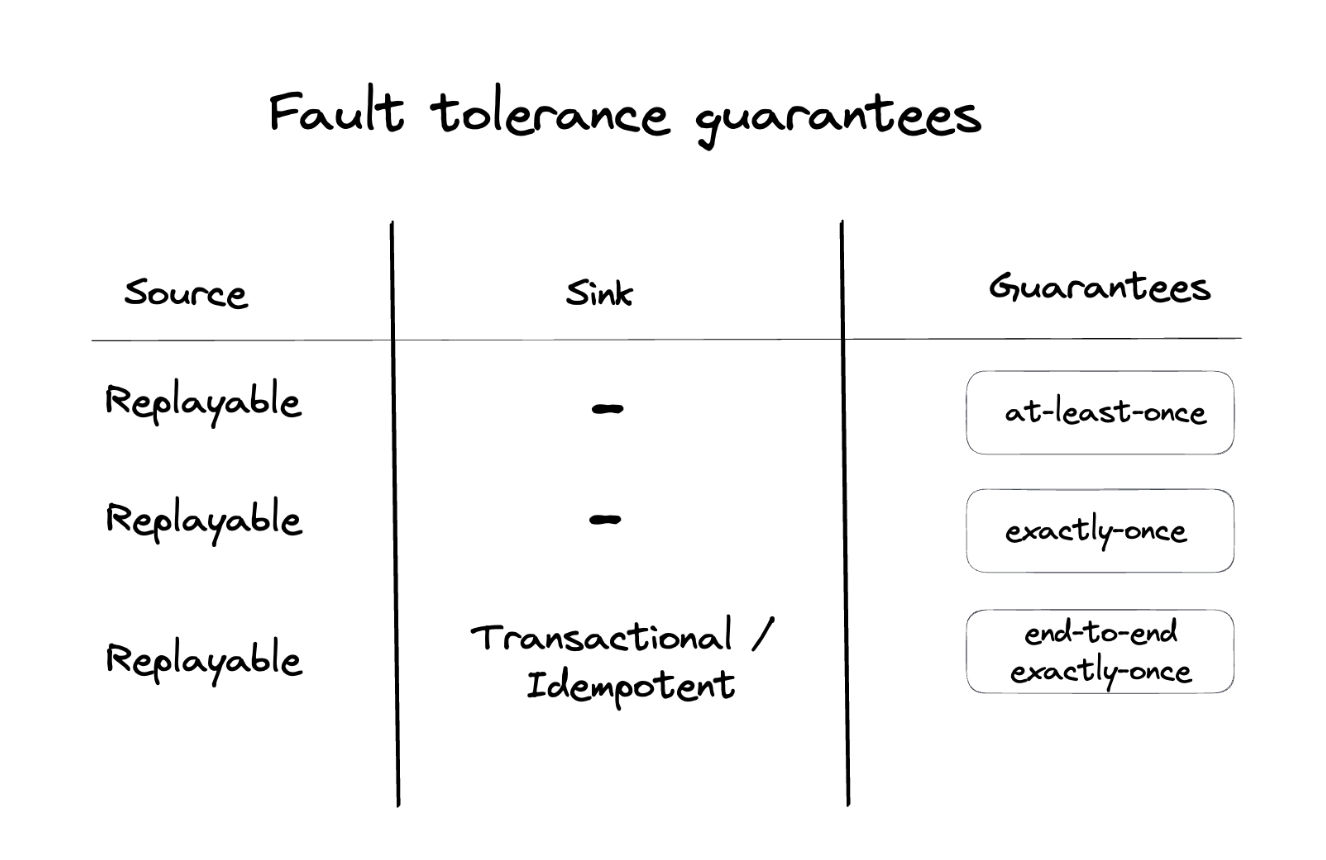 Fault tolerance guarantees
Source Sink Guarantees
Replayable - at-least-once
Replayable - exactly-once
Replayable Transactional / Idempotent end-to-end exactly-once